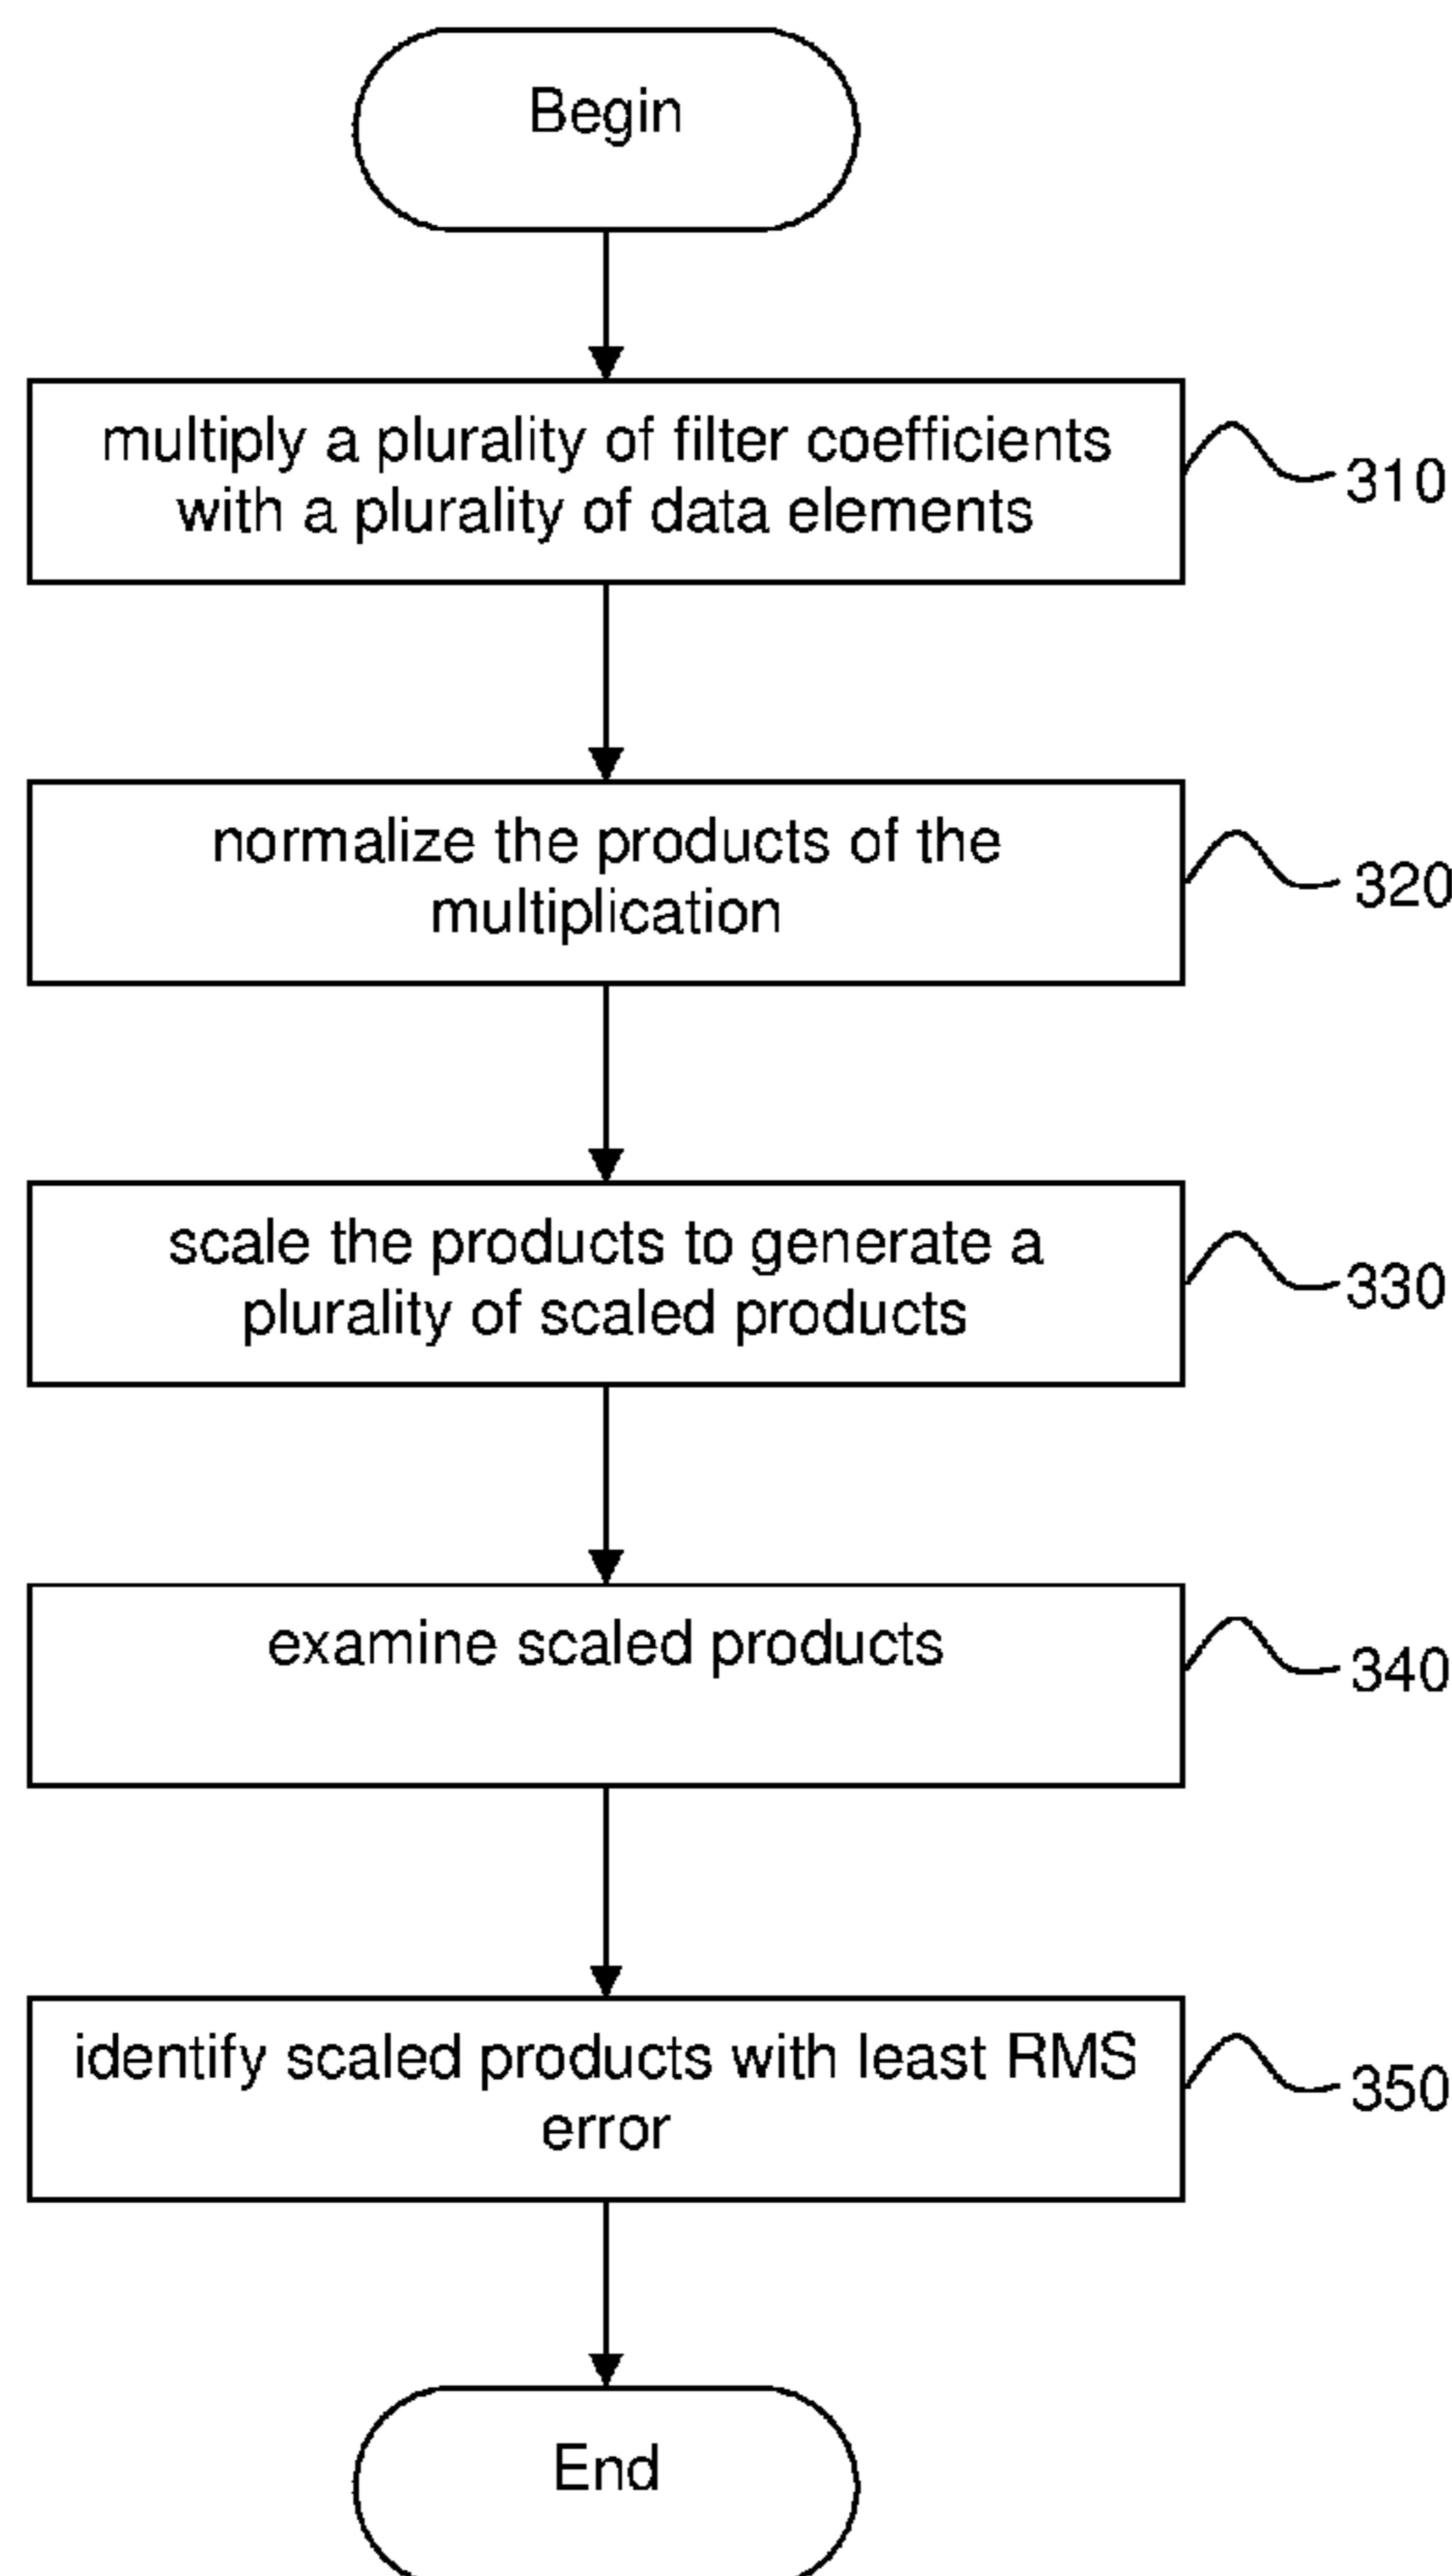 Begin
multiply a plurality of filter coefficients
with a plurality of data elements
310
normalize the products of the
multiplication
320
scale the products to generate a
plurality of scaled products
330
examine scaled products
340
identify scaled products with least RMS
error
350
End